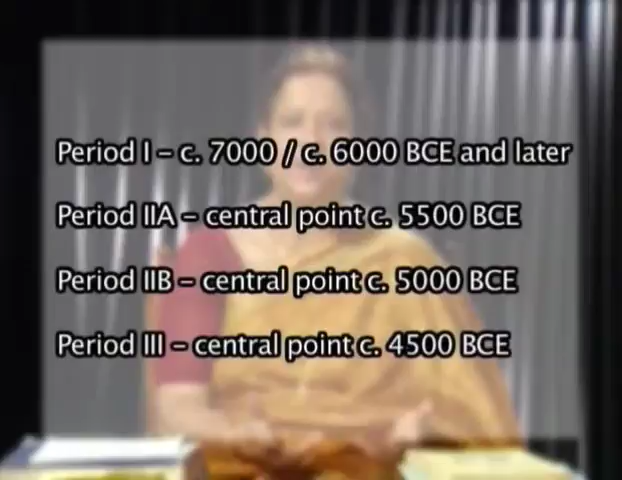 Period I – c. 7000 / c. 6000 BCE and later
Period IIA – central point c. 5500 BCE
Period IIB – central point c. 5000 BCE
Period III – central point c. 4500 BCE